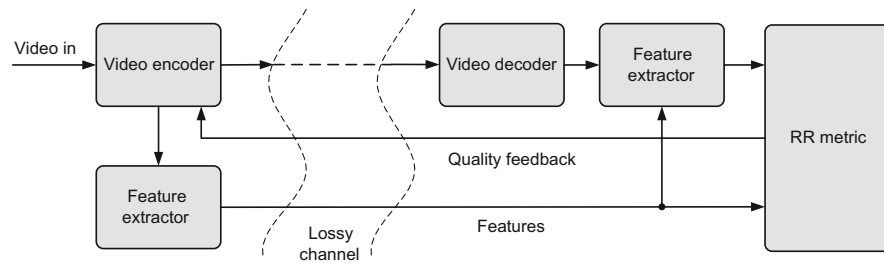 Video in
Video encoder
Video decoder
Feature
extractor
RR metric
Quality feedback
Feature
extractor
Lossy
channel
Features